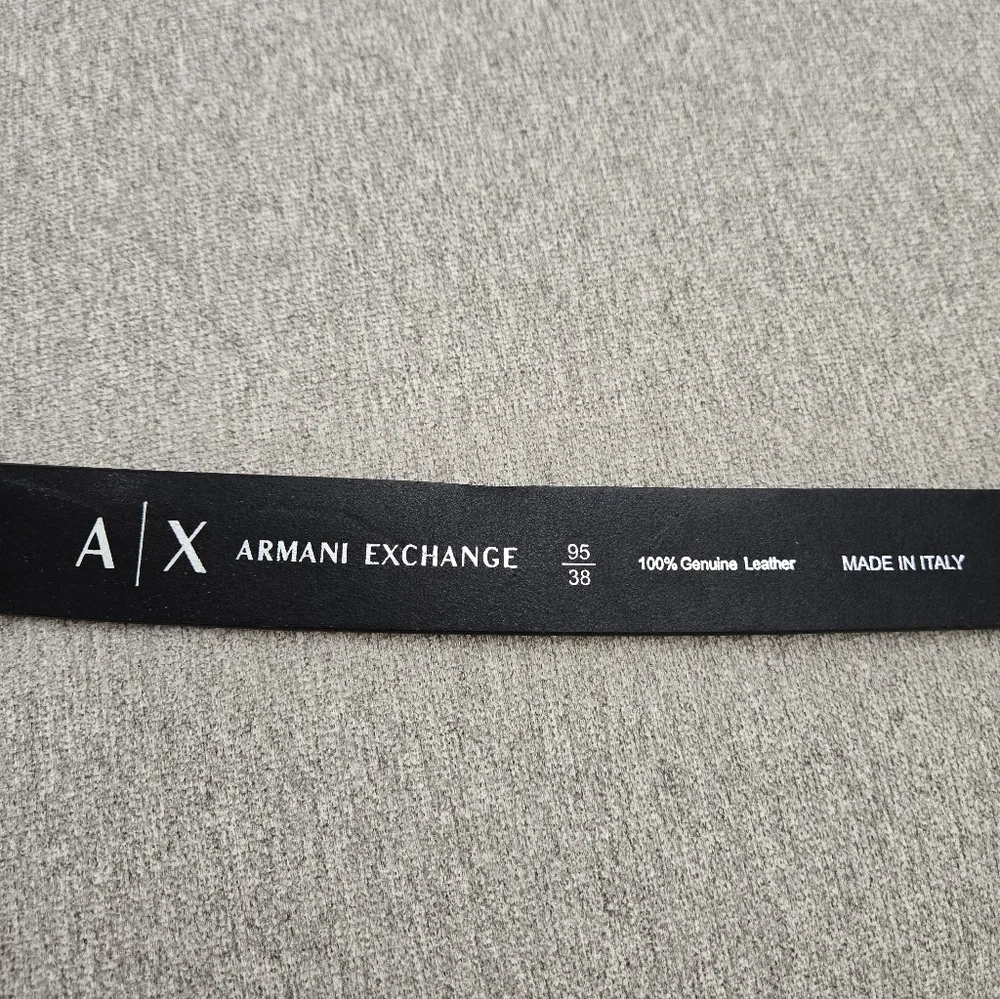 A|X ARMANI EXCHANGE 95/38 100% Genuine Leather MADE IN ITALY